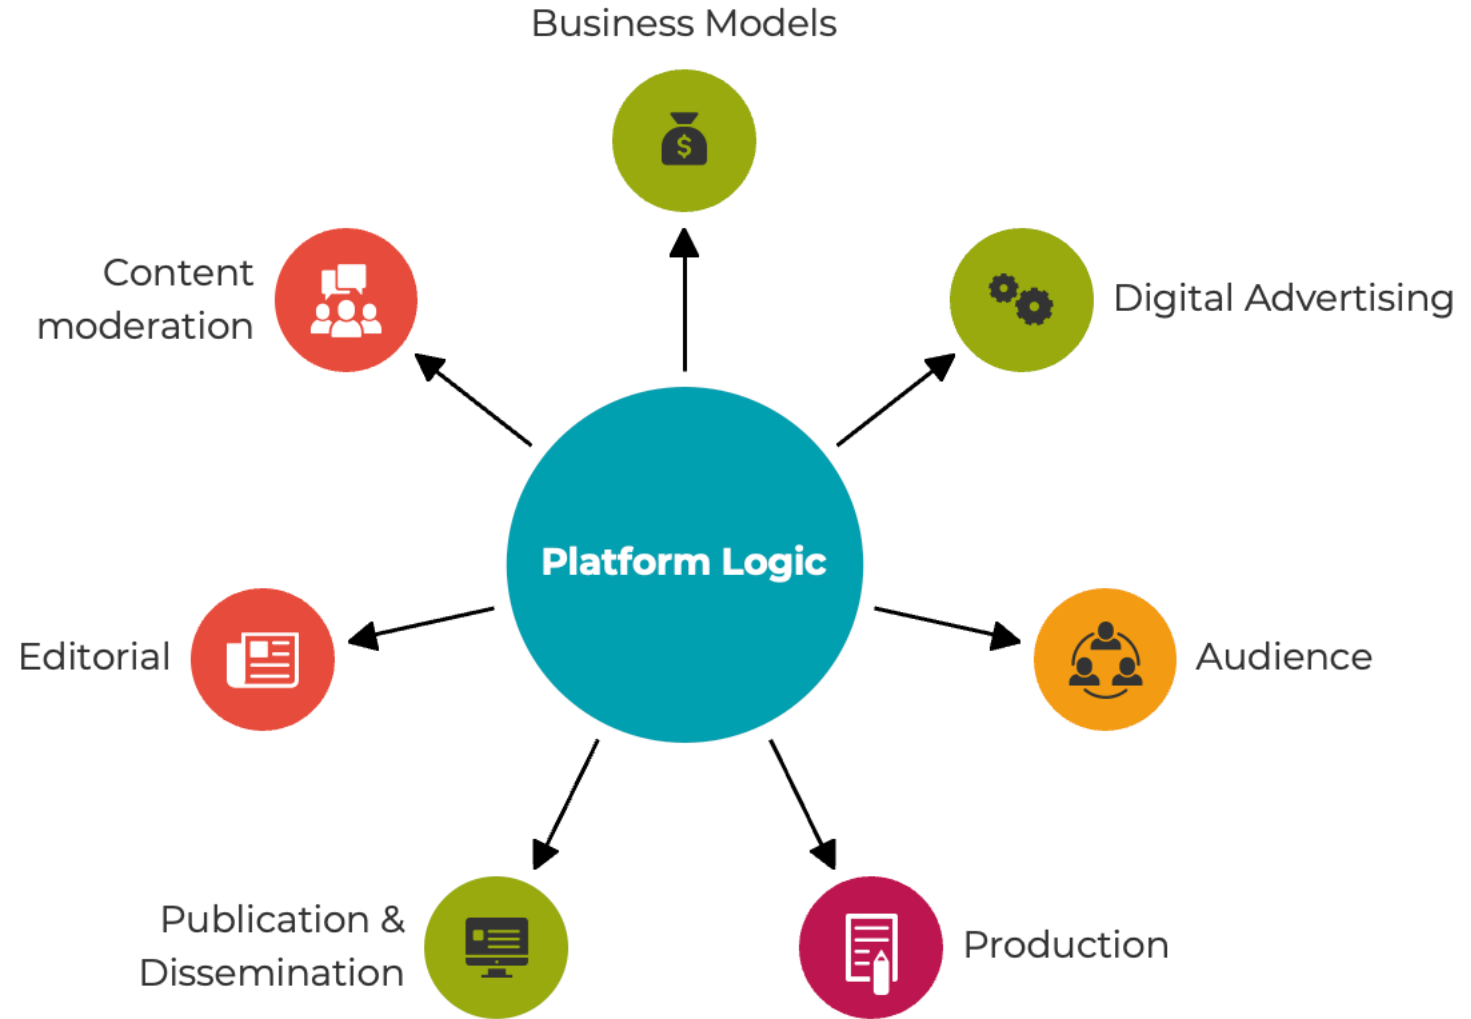 Business Models
$
Content
moderation
Digital Advertising
Platform Logic
Editorial
Audience
Publication &
Dissemination
Production